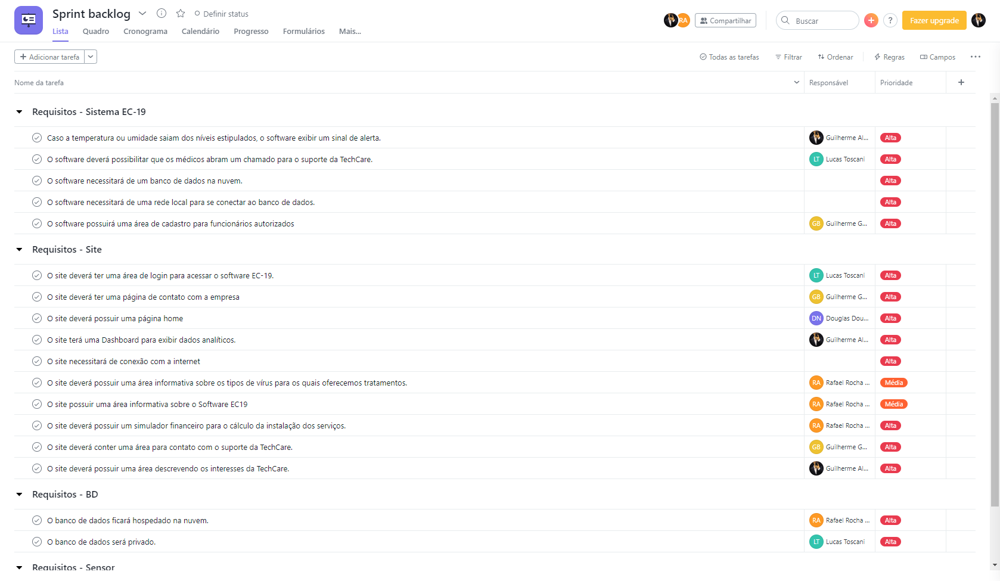 Sprint backlog
Definir status
Lista Quadro Cronograma Calendário Progresso Formulários Mais...
RA Compartilhar Buscar ? Fazer upgrade
Adicionar tarefa
Todas as tarefas Filtrar Ordenar Regras Campos
Nome da tarefa Responsável Prioridade
Requisitos - Sistema EC-19
Caso a temperatura ou umidade saiam dos níveis estipulados, o software exibir um sinal de alerta. Guilherme Al... Alta
O software deverá possibilitar que os médicos abram um chamado para o suporte da TechCare. LT Lucas Toscani Alta
O software necessitará de um banco de dados na nuvem. Alta
O software necessitará de uma rede local para se conectar ao banco de dados. Alta
O software possuirá uma área de cadastro para funcionários autorizados GB Guilherme G... Alta
Requisitos - Site
O site deverá ter uma área de login para acessar o software EC-19. LT Lucas Toscani Alta
O site deverá ter uma página de contato com a empresa GB Guilherme G... Alta
O site deverá possuir uma página home DN Douglas Dou... Alta
O site terá uma Dashboard para exibir dados analíticos. Guilherme Al... Alta
O site necessitará de conexão com a internet Alta
O site deverá possuir uma área informativa sobre os tipos de vírus para os quais oferecemos tratamentos. RA Rafael Rocha ... Média
O site possuir uma área informativa sobre o Software EC19 RA Rafael Rocha ... Média
O site deverá possuir um simulador financeiro para o cálculo da instalação dos serviços. RA Rafael Rocha ... Alta
O site deverá conter uma área para contato com o suporte da TechCare. GB Guilherme G... Alta
O site deverá possuir uma área descrevendo os interesses da TechCare. Guilherme Al... Alta
Requisitos - BD
O banco de dados ficará hospedado na nuvem. RA Rafael Rocha ... Alta
O banco de dados será privado. LT Lucas Toscani Alta
Requisitos - Sensor